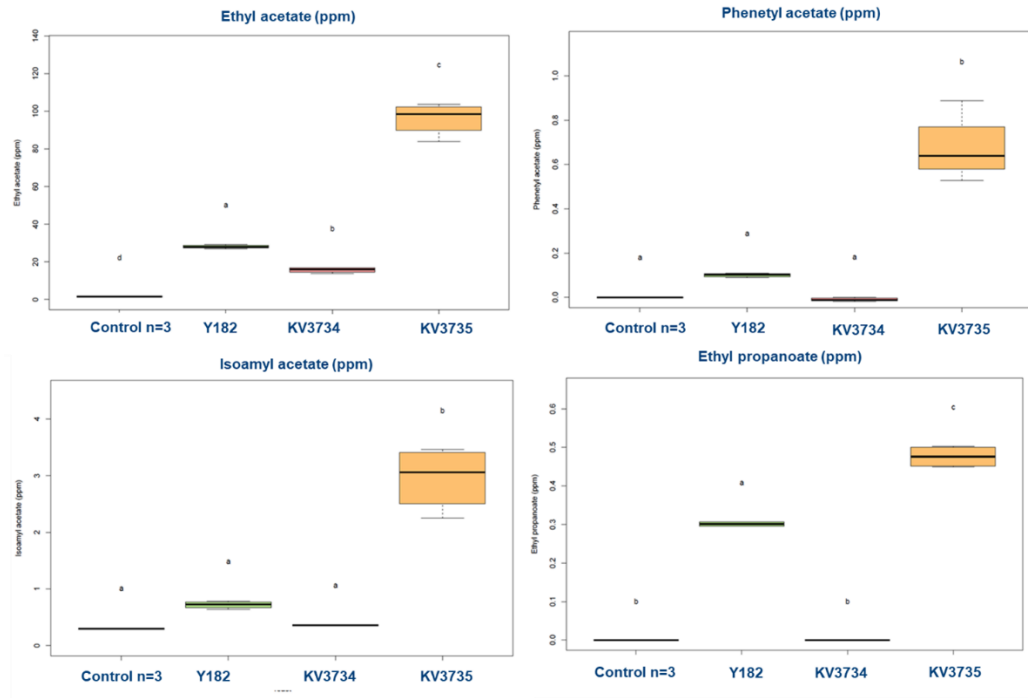 Ethyl acetate (ppm)
Ethyl acetate (ppm)
140
120
100
80
60
40
20
0
d
a
b
c
Control n=3 Y182 KV3734 KV3735
Phenetyl acetate (ppm)
Phenetyl acetate (ppm)
1.0
0.8
0.6
0.4
0.2
0.0
a
a
a
b
Control n=3 Y182 KV3734 KV3735
Isoamyl acetate (ppm)
Isoamyl acetate (ppm)
4
3
2
1
0
a
a
a
b
Control n=3 Y182 KV3734 KV3735
Ethyl propanoate (ppm)
Ethyl propanoate (ppm)
0.6
0.5
0.4
0.3
0.2
0.1
0.0
b
a
b
c
Control n=3 Y182 KV3734 KV3735